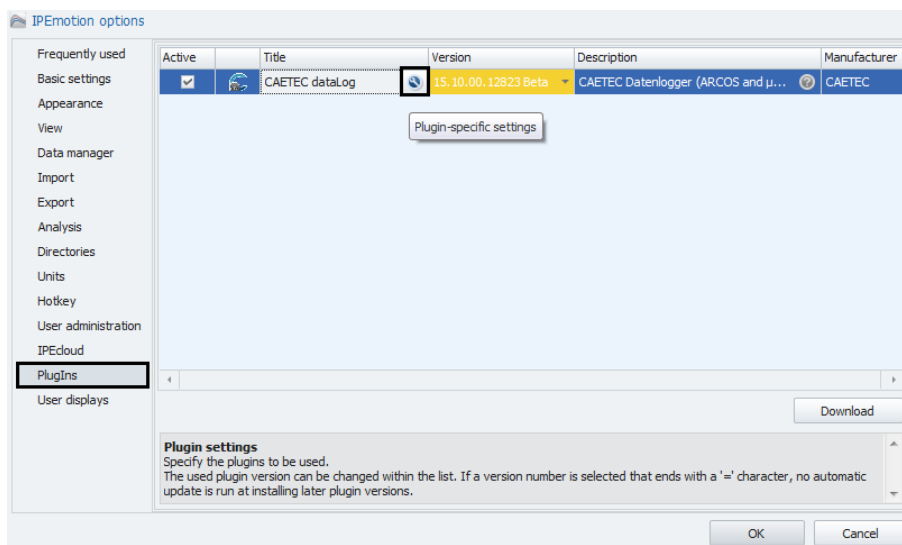 IPEmotion options
Frequently used
Basic settings
Appearance
View
Data manager
Import
Export
Analysis
Directories
Units
Hotkey
User administration
IPEcloud
PlugIns
User displays
Active Title Version Description Manufacturer
CAETEC dataLog 15.10.00.12823 Beta CAETEC Datenlogger (ARCOS and µ... CAETEC
Plugin-specific settings
Download
Plugin settings
Specify the plugins to be used.
The used plugin version can be changed within the list. If a version number is selected that ends with a '=' character, no automatic
update is run at installing later plugin versions.
OK Cancel